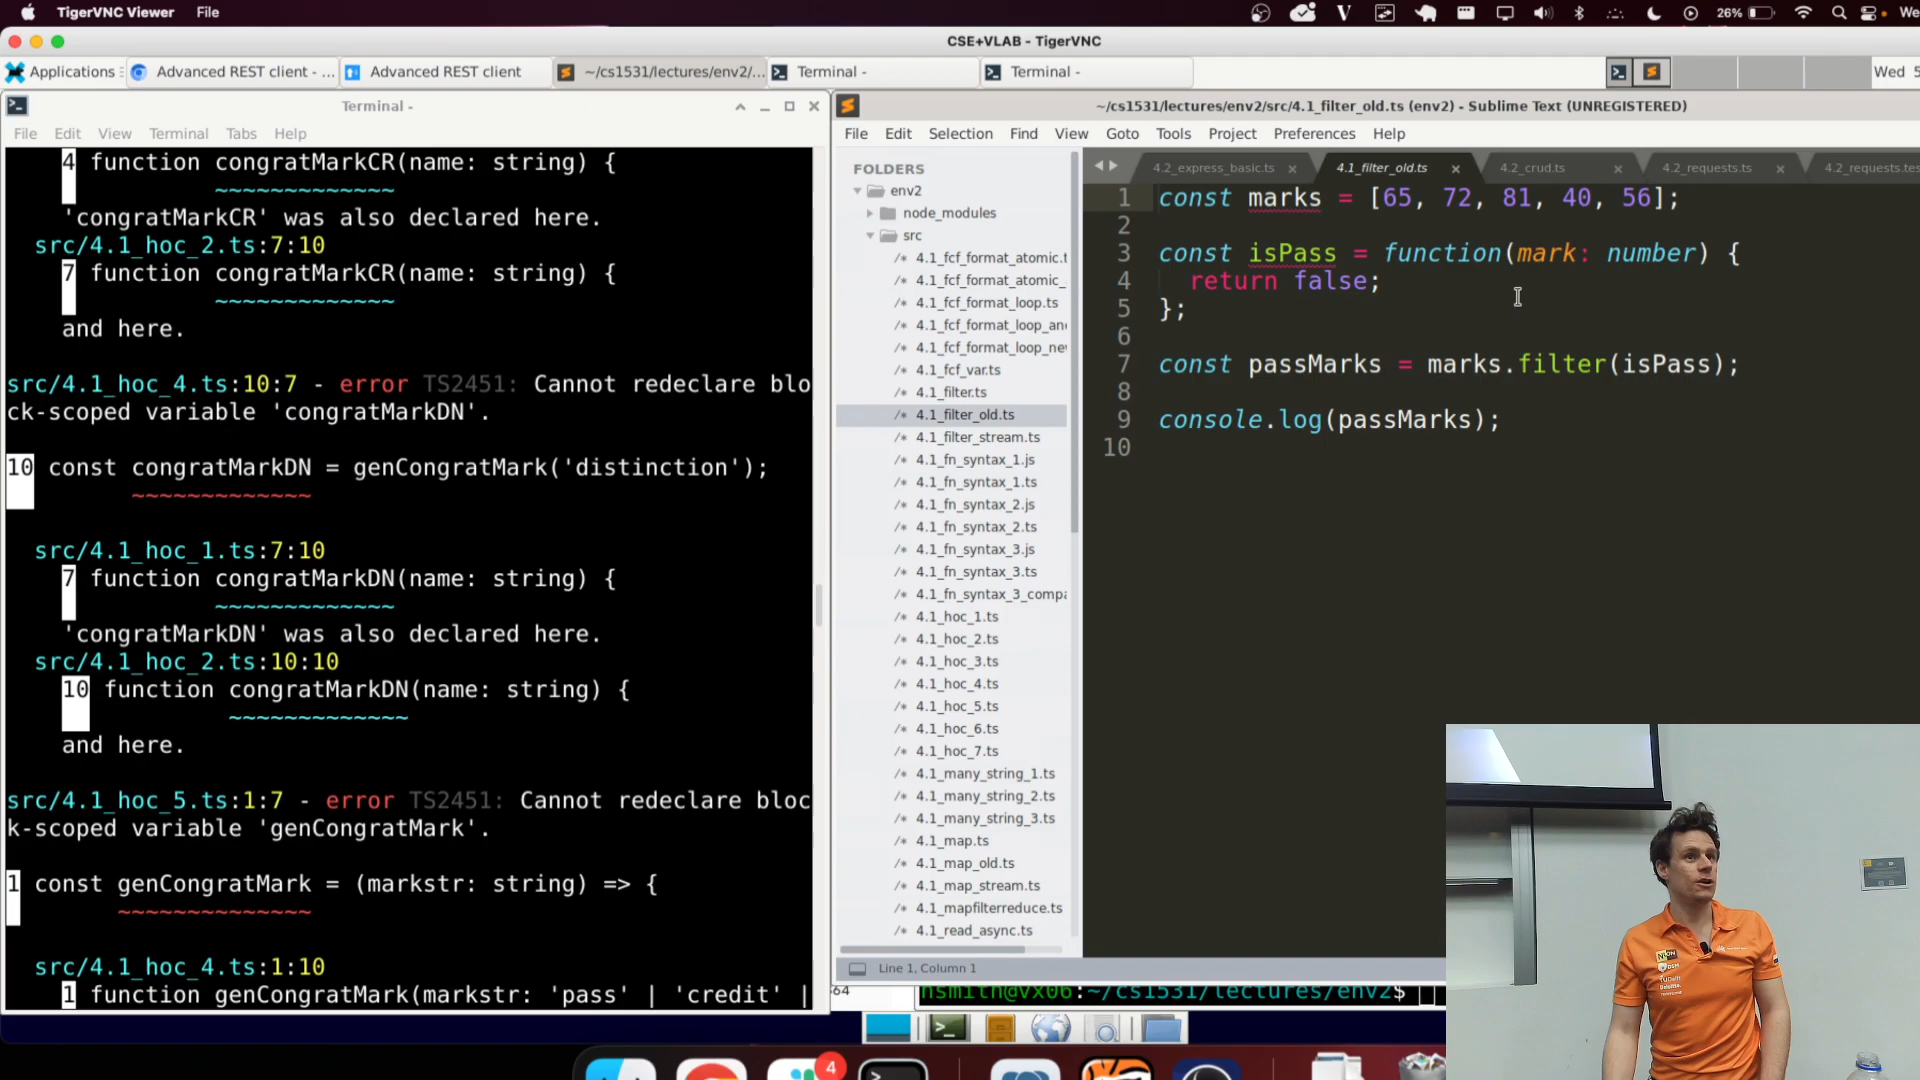 TigerVNC Viewer File
26%
We
CSE+VLAB - TigerVNC
Applications
Advanced REST client - ...
Advanced REST client
~/cs1531/lectures/env2/...
Terminal -
Terminal -
Wed 5
Terminal -
File Edit View Terminal Tabs Help
4 function congratMarkCR(name: string) {
~~~~~~~~~~~~~
'congratMarkCR' was also declared here.
src/4.1_hoc_2.ts:7:10
7 function congratMarkCR(name: string) {
~~~~~~~~~~~~~
and here.
src/4.1_hoc_4.ts:10:7 - error TS2451: Cannot redeclare blo
ck-scoped variable 'congratMarkDN'.
10 const congratMarkDN = genCongratMark('distinction');
~~~~~~~~~~~~~
src/4.1_hoc_1.ts:7:10
7 function congratMarkDN(name: string) {
~~~~~~~~~~~~~
'congratMarkDN' was also declared here.
src/4.1_hoc_2.ts:10:10
10 function congratMarkDN(name: string) {
~~~~~~~~~~~~~
and here.
src/4.1_hoc_5.ts:1:7 - error TS2451: Cannot redeclare bloc
k-scoped variable 'genCongratMark'.
1 const genCongratMark = (markstr: string) => {
~~~~~~~~~~~~~~
src/4.1_hoc_4.ts:1:10
1 function genCongratMark(markstr: 'pass' | 'credit' |
~/cs1531/lectures/env2/src/4.1_filter_old.ts (env2) - Sublime Text (UNREGISTERED)
File Edit Selection Find View Goto Tools Project Preferences Help
FOLDERS
env2
node_modules
src
/* 4.1_fcf_format_atomic.t
/* 4.1_fcf_format_atomic_
/* 4.1_fcf_format_loop.ts
/* 4.1_fcf_format_loop_an
/* 4.1_fcf_format_loop_ne
/* 4.1_fcf_var.ts
/* 4.1_filter.ts
/* 4.1_filter_old.ts
/* 4.1_filter_stream.ts
/* 4.1_fn_syntax_1.js
/* 4.1_fn_syntax_1.ts
/* 4.1_fn_syntax_2.js
/* 4.1_fn_syntax_2.ts
/* 4.1_fn_syntax_3.js
/* 4.1_fn_syntax_3.ts
/* 4.1_fn_syntax_3_compa
/* 4.1_hoc_1.ts
/* 4.1_hoc_2.ts
/* 4.1_hoc_3.ts
/* 4.1_hoc_4.ts
/* 4.1_hoc_5.ts
/* 4.1_hoc_6.ts
/* 4.1_hoc_7.ts
/* 4.1_many_string_1.ts
/* 4.1_many_string_2.ts
/* 4.1_many_string_3.ts
/* 4.1_map.ts
/* 4.1_map_old.ts
/* 4.1_map_stream.ts
/* 4.1_mapfilterreduce.ts
/* 4.1_read_async.ts
4.2_express_basic.ts
4.1_filter_old.ts
4.2_crud.ts
4.2_requests.ts
4.2_requests.tes
1 const marks = [65, 72, 81, 40, 56];
2
3 const isPass = function(mark: number) {
4 return false;
5 };
6
7 const passMarks = marks.filter(isPass);
8
9 console.log(passMarks);
10
Line 1, Column 1
64
nsmith@vx06:~/cs1531/lectures/env2$
4